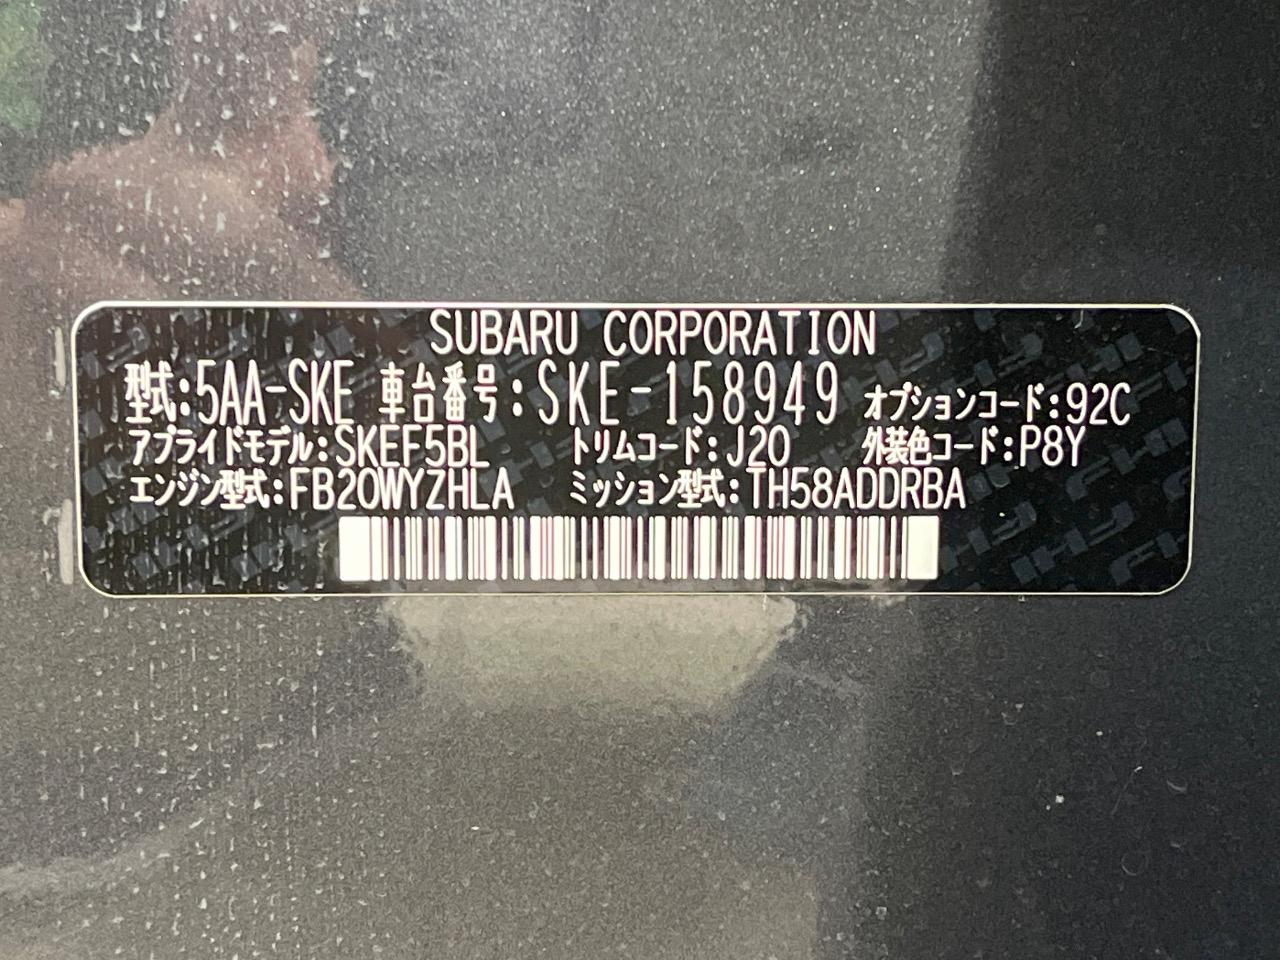 SUBARU CORPORATION
型式:5AA-SKE 車台番号:SKE-158949 オプションコード:92C
アプライドモデル:SKEF5BL トリムコード:J20 外装色コード:P8Y
エンジン型式:FB20WYZHLA ミッション型式:TH58ADDRBA